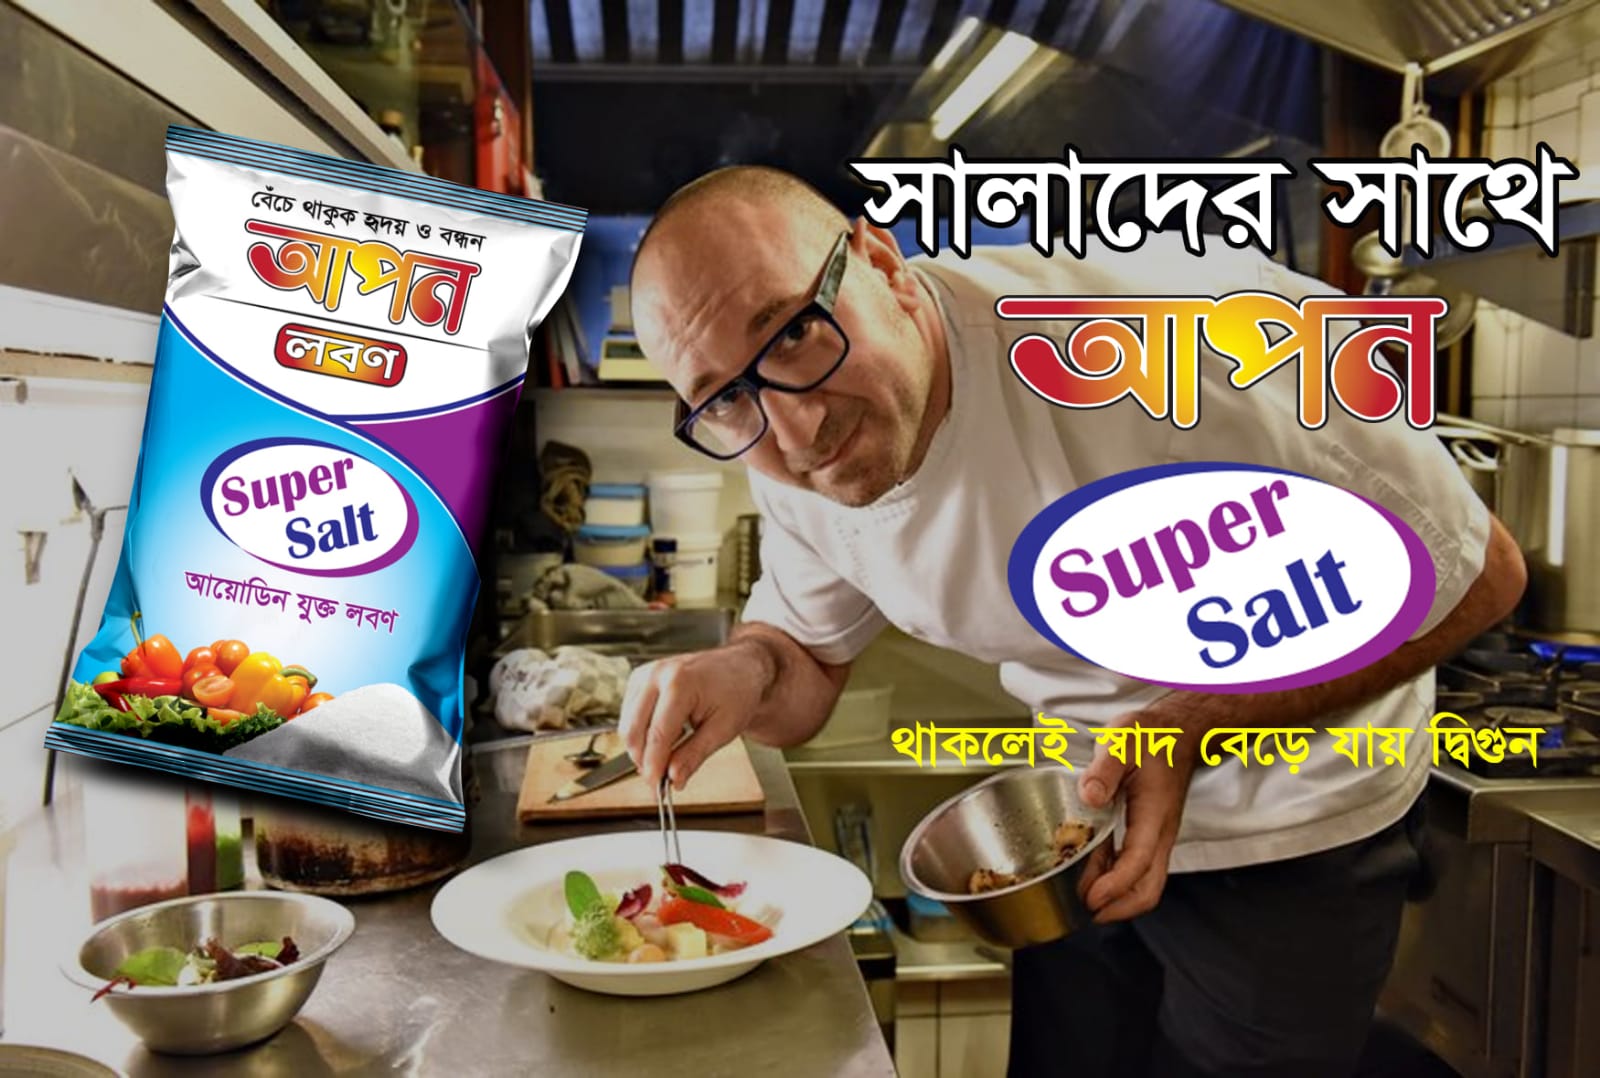 বেঁচে থাকুক হৃদয় ও বন্ধন
আপন
লবণ
Super
Salt
আয়োডিন যুক্ত লবণ
সালাদের সাথে
আপন
Super
Salt
থাকলেই স্বাদ বেড়ে যায় দ্বিগুন